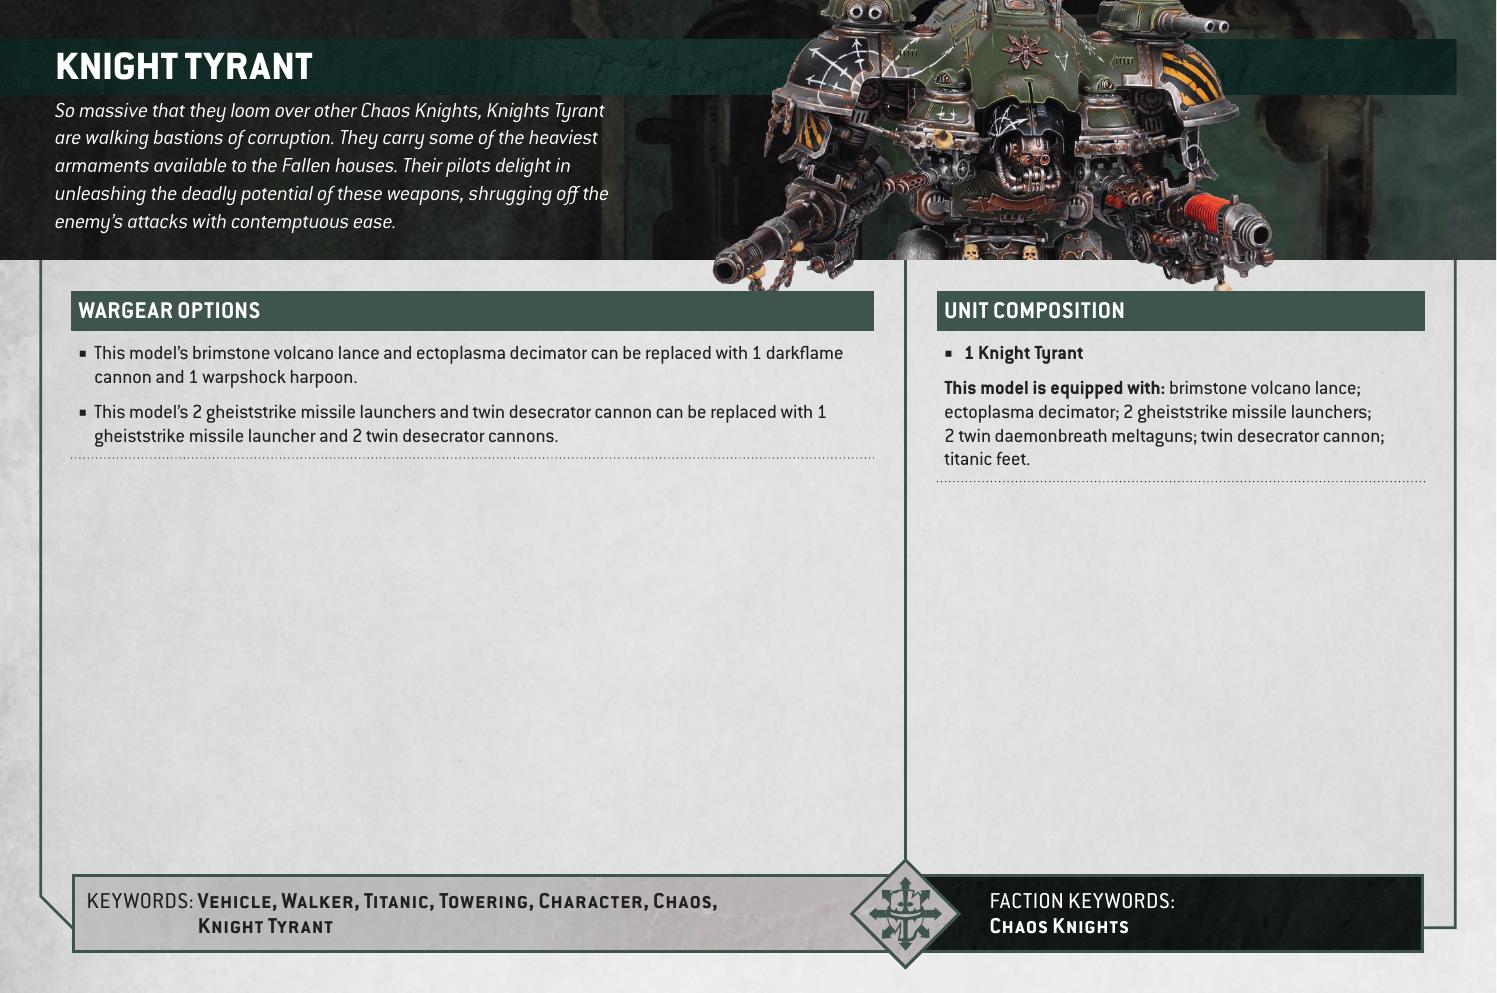 KNIGHT TYRANT
So massive that they loom over other Chaos Knights, Knights Tyrant
are walking bastions of corruption. They carry some of the heaviest
armaments available to the Fallen houses. Their pilots delight in
unleashing the deadly potential of these weapons, shrugging off the
enemy's attacks with contemptuous ease.
WARGEAR OPTIONS
▪ This model's brimstone volcano lance and ectoplasma decimator can be replaced with 1 darkflame
cannon and 1 warpshock harpoon.
▪ This model's 2 gheiststrike missile launchers and twin desecrator cannon can be replaced with 1
gheiststrike missile launcher and 2 twin desecrator cannons.
UNIT COMPOSITION
▪ 1 Knight Tyrant
This model is equipped with: brimstone volcano lance;
ectoplasma decimator; 2 gheiststrike missile launchers;
2 twin daemonbreath meltaguns; twin desecrator cannon;
titanic feet.
KEYWORDS: Vehicle, Walker, Titanic, Towering, Character, Chaos,
Knight Tyrant
FACTION KEYWORDS:
Chaos Knights